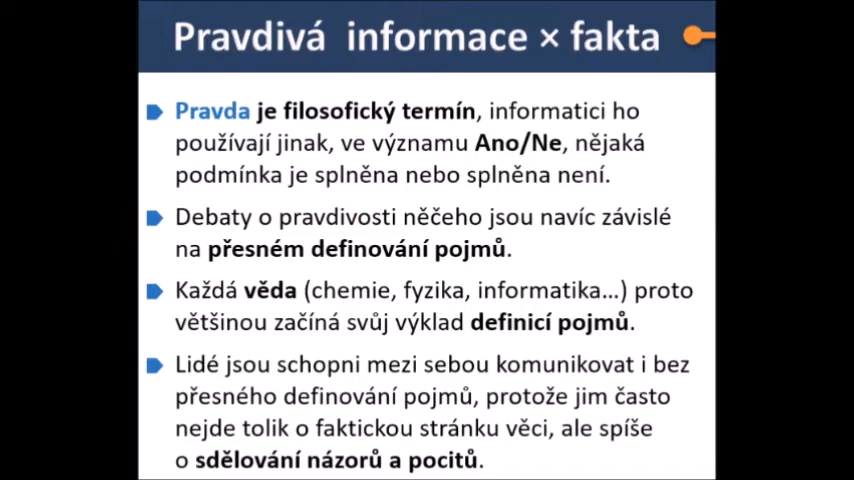 Pravdivá informace × fakta
Pravda je filosofický termín, informatici ho
používají jinak, ve významu Ano/Ne, nějaká
podmínka je splněna nebo splněna není.
Debaty o pravdivosti něčeho jsou navíc závislé
na přesném definování pojmů.
Každá věda (chemie, fyzika, informatika...) proto
většinou začíná svůj výklad definicí pojmů.
Lidé jsou schopni mezi sebou komunikovat i bez
přesného definování pojmů, protože jim často
nejde tolik o faktickou stránku věci, ale spíše
o sdělování názorů a pocitů.